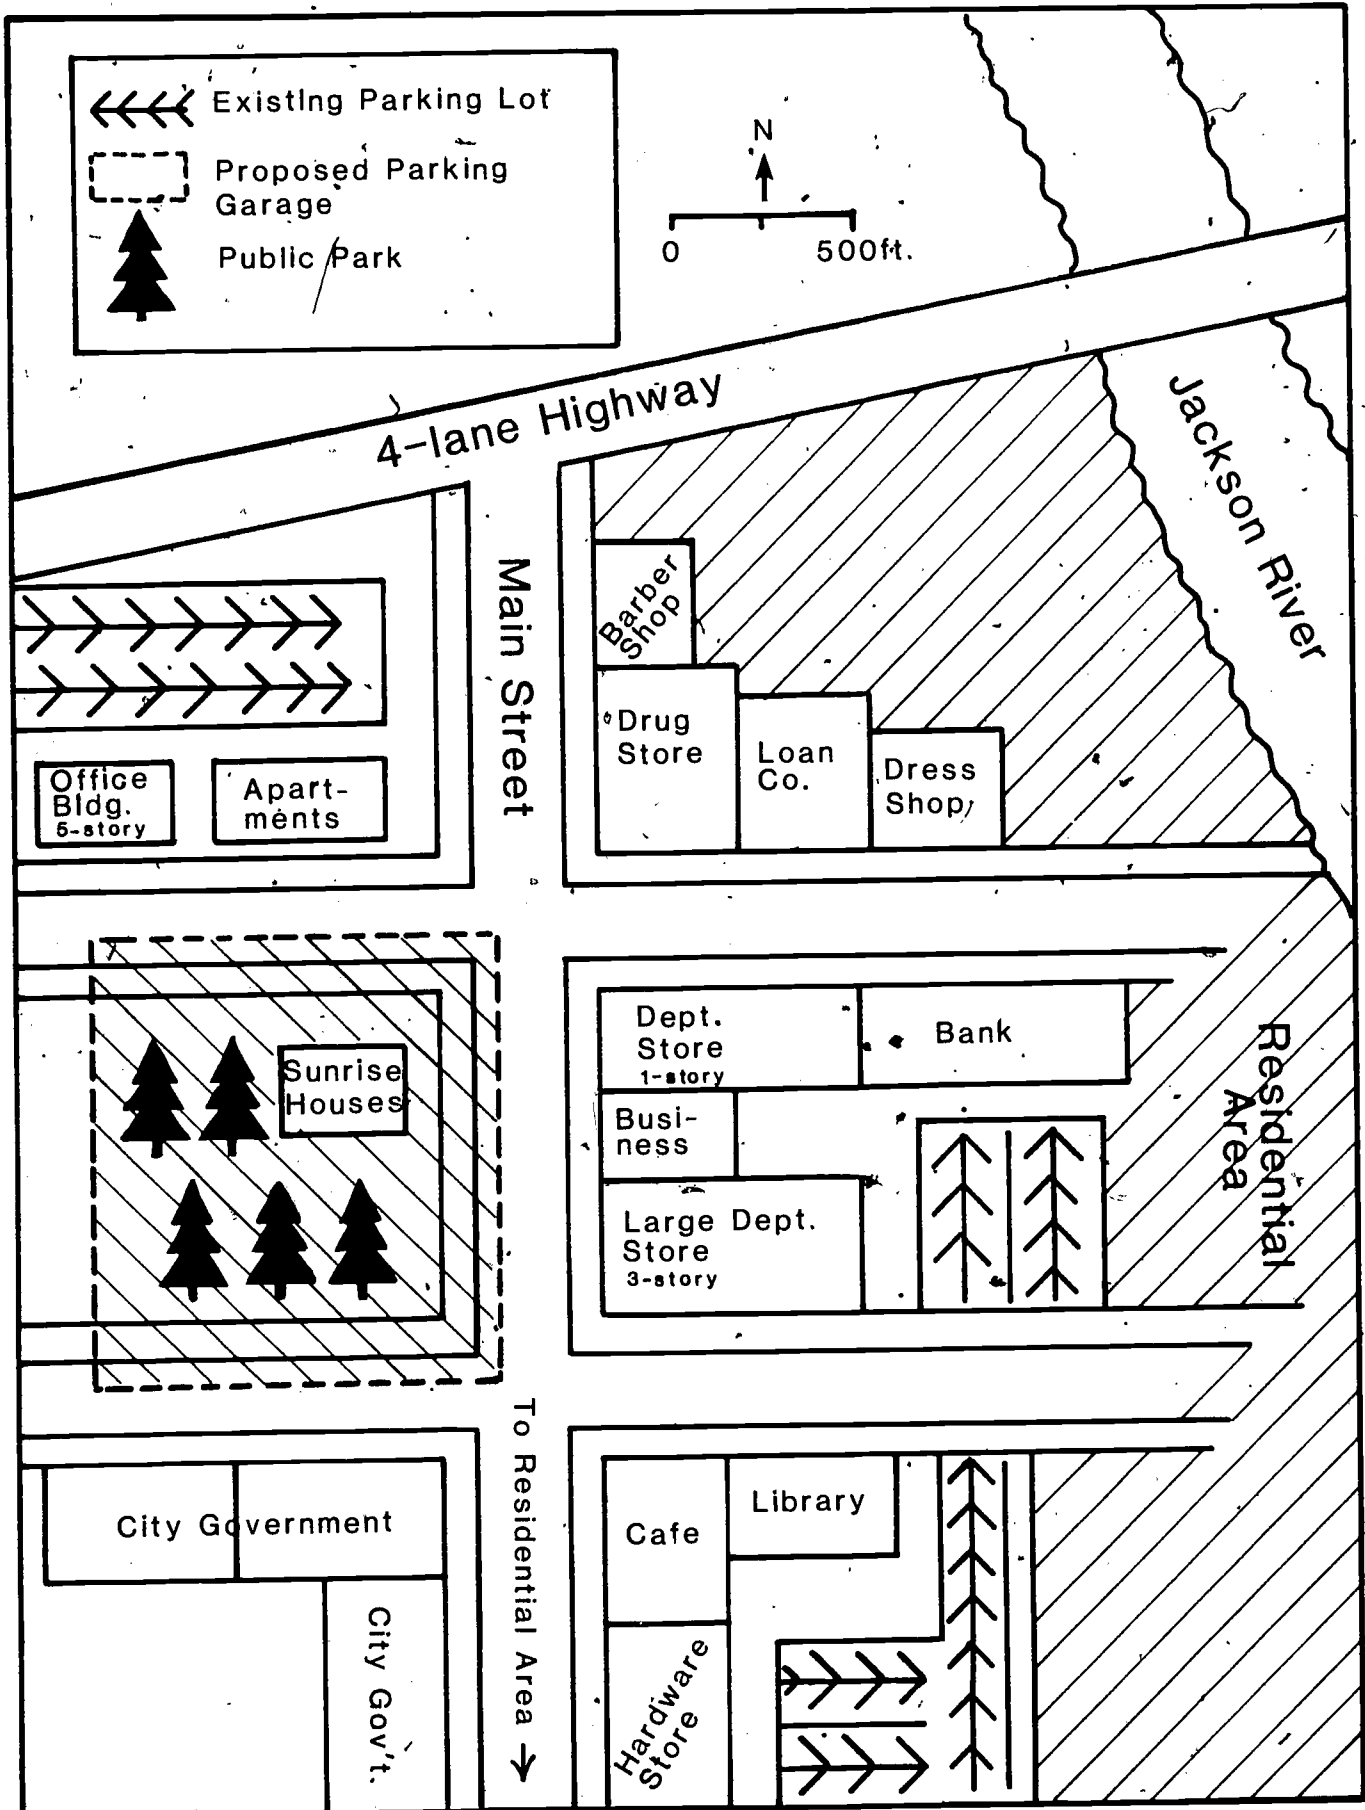 Existing Parking Lot
Proposed Parking
Garage
Public Park
N
0 500ft.
4-lane Highway
Jackson River
Main Street
Barber
Shop
Drug
Store
Loan
Co.
Dress
Shop
Office
Bldg.
5-story
Apart-
ments
Sunrise
Houses
Dept.
Store
1-story
Bank
Busi-
ness
Large Dept.
Store
3-story
Residential
Area
To Residential Area
City Government
City Gov't.
Cafe
Library
Hardware
Store